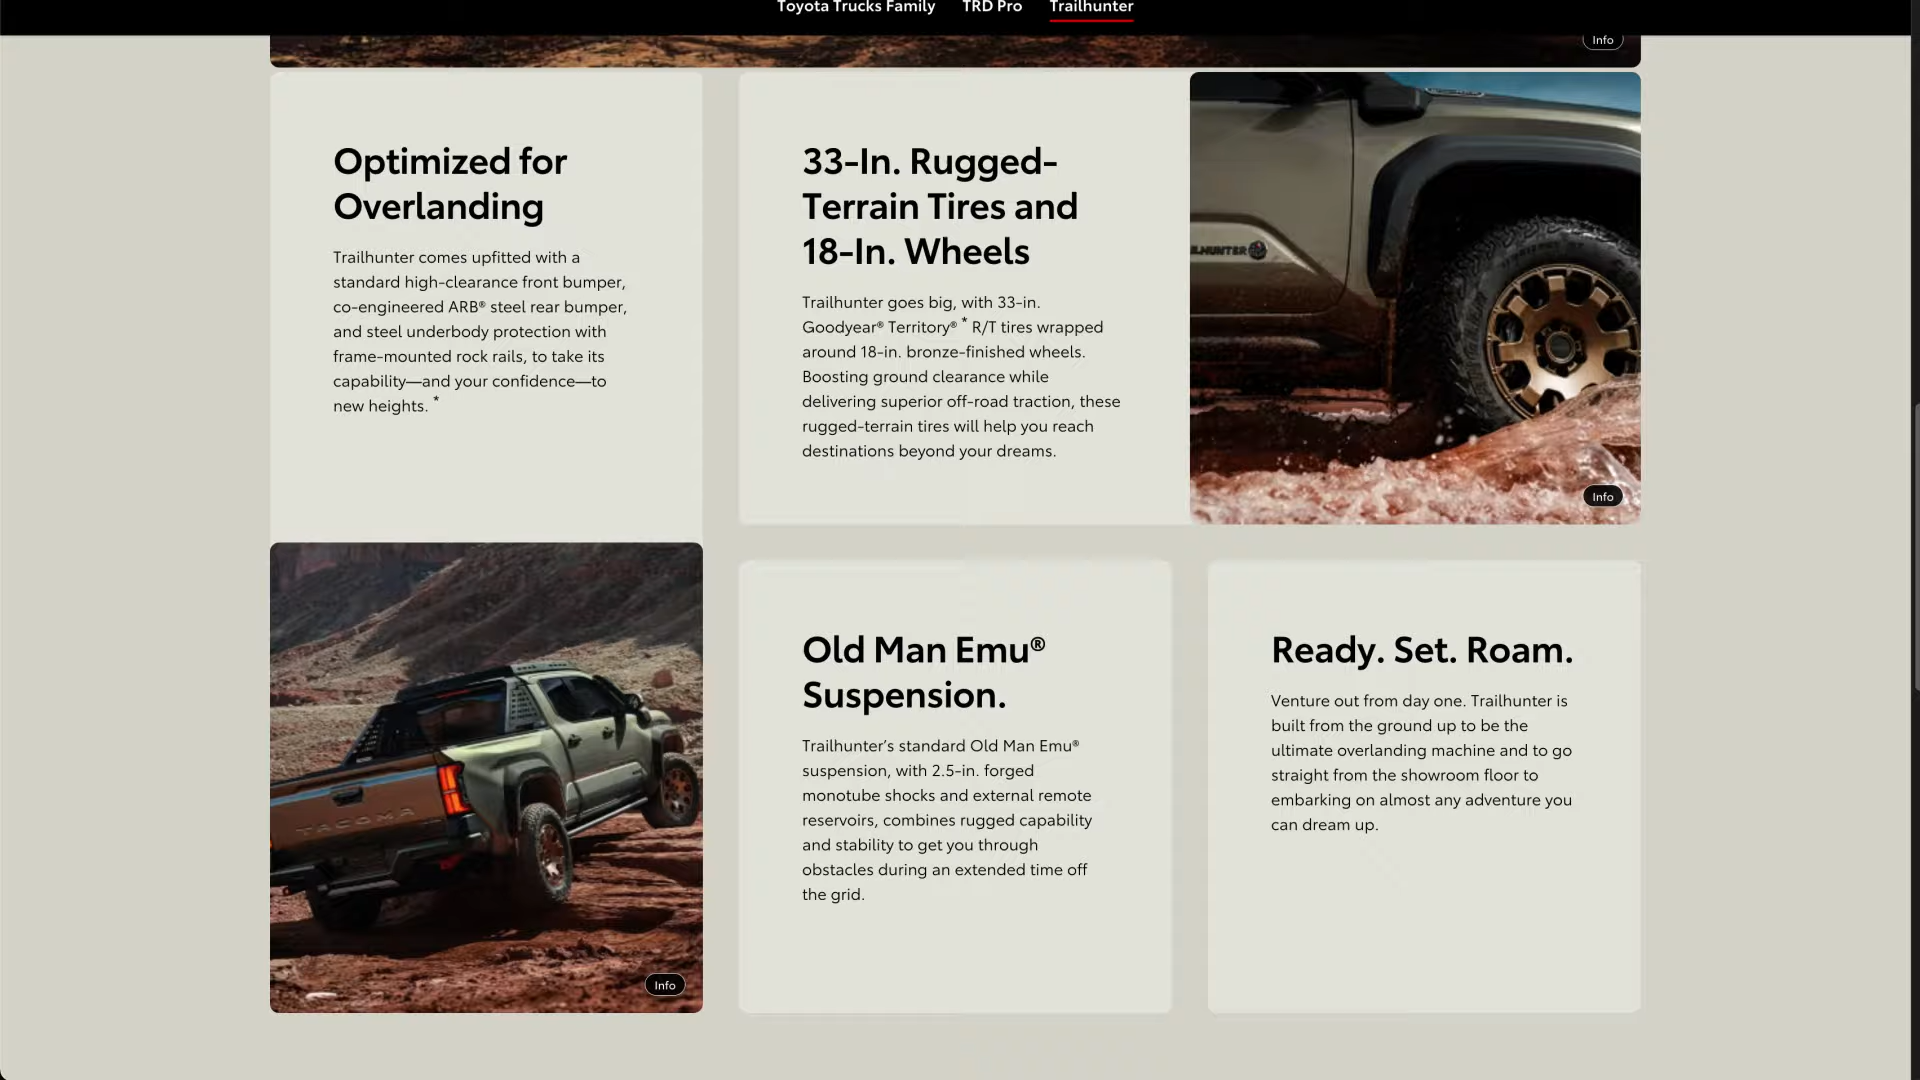 Toyota Trucks Family
TRD Pro
Trailhunter
Info
Optimized for
Overlanding
Trailhunter comes upfitted with a
standard high-clearance front bumper,
co-engineered ARB® steel rear bumper,
and steel underbody protection with
frame-mounted rock rails, to take its
capability—and your confidence—to
new heights. *
33-In. Rugged-
Terrain Tires and
18-In. Wheels
Trailhunter goes big, with 33-in.
Goodyear® Territory® * R/T tires wrapped
around 18-in. bronze-finished wheels.
Boosting ground clearance while
delivering superior off-road traction, these
rugged-terrain tires will help you reach
destinations beyond your dreams.
Info
TACOMA
Info
Old Man Emu®
Suspension.
Trailhunter’s standard Old Man Emu®
suspension, with 2.5-in. forged
monotube shocks and external remote
reservoirs, combines rugged capability
and stability to get you through
obstacles during an extended time off
the grid.
Ready. Set. Roam.
Venture out from day one. Trailhunter is
built from the ground up to be the
ultimate overlanding machine and to go
straight from the showroom floor to
embarking on almost any adventure you
can dream up.